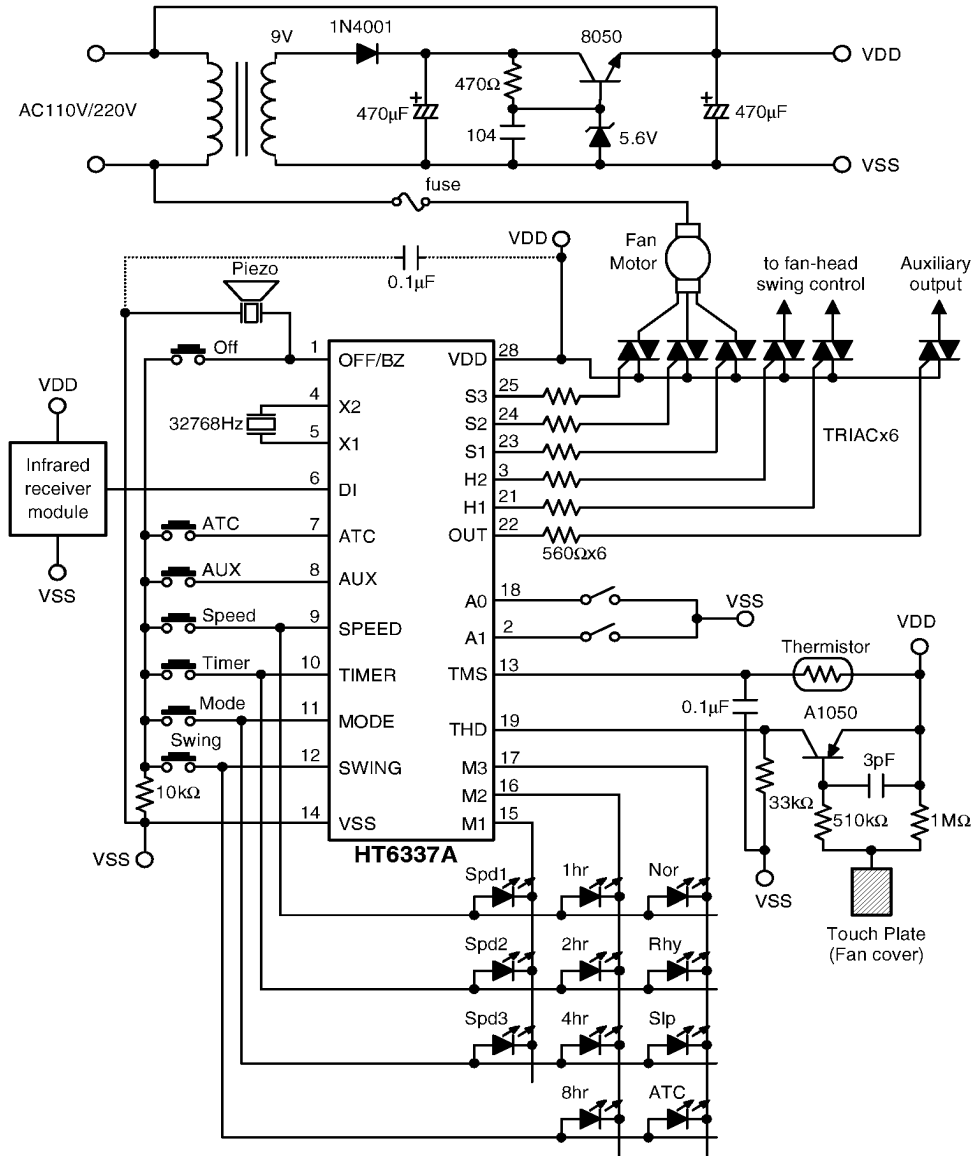 1N4001
9V
8050
VDD
470Ω
AC110V/220V
470µF
104
5.6V
470µF
VSS
fuse
VDD
Fan
Motor
to fan-head
swing control
Auxiliary
output
0.1µF
Piezo
Off
1
OFF/BZ
VDD
28
VDD
4
X2
S3
25
32768Hz
5
X1
S2
24
S1
23
TRIACx6
Infrared
receiver
module
6
DI
H2
3
H1
21
ATC
7
ATC
OUT
22
560Ωx6
VSS
AUX
8
AUX
A0
18
VSS
Speed
9
SPEED
A1
2
VDD
Thermistor
Timer
10
TIMER
TMS
13
0.1µF
A1050
Mode
11
MODE
THD
19
Swing
12
SWING
M3
17
3pF
10kΩ
M2
16
33kΩ
510kΩ
1MΩ
14
VSS
M1
15
VSS
HT6337A
VSS
Spd1
1hr
Nor
Touch Plate
(Fan cover)
Spd2
2hr
Rhy
Spd3
4hr
Slp
8hr
ATC
+
+